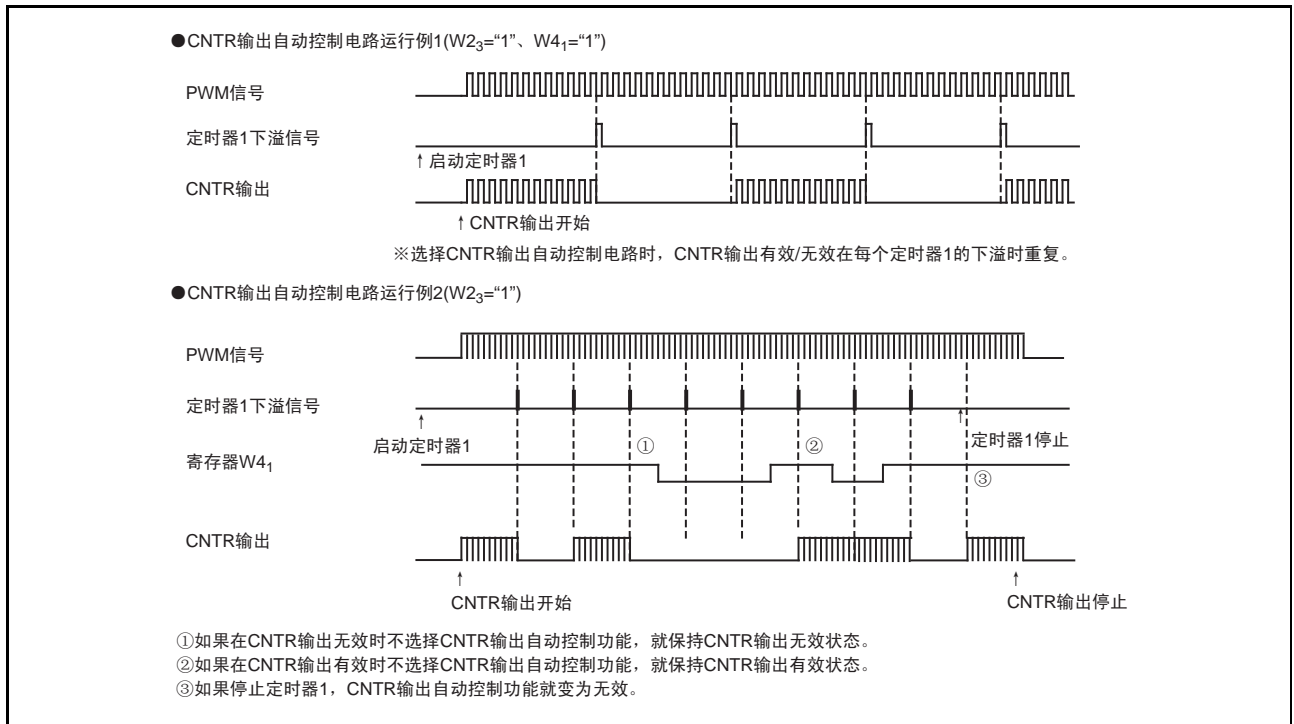 ●CNTR输出自动控制电路运行例1(W2₃=“1”、W4₁=“1”)
PWM信号
定时器1下溢信号
↑启动定时器1
CNTR输出
↑CNTR输出开始
※选择CNTR输出自动控制电路时，CNTR输出有效/无效在每个定时器1的下溢时重复。
●CNTR输出自动控制电路运行例2(W2₃=“1”)
PWM信号
定时器1下溢信号
↑
启动定时器1
↑
定时器1停止
寄存器W4₁
①
②
③
CNTR输出
↑
CNTR输出开始
↑
CNTR输出停止
①如果在CNTR输出无效时不选择CNTR输出自动控制功能，就保持CNTR输出无效状态。
②如果在CNTR输出有效时不选择CNTR输出自动控制功能，就保持CNTR输出有效状态。
③如果停止定时器1，CNTR输出自动控制功能就变为无效。